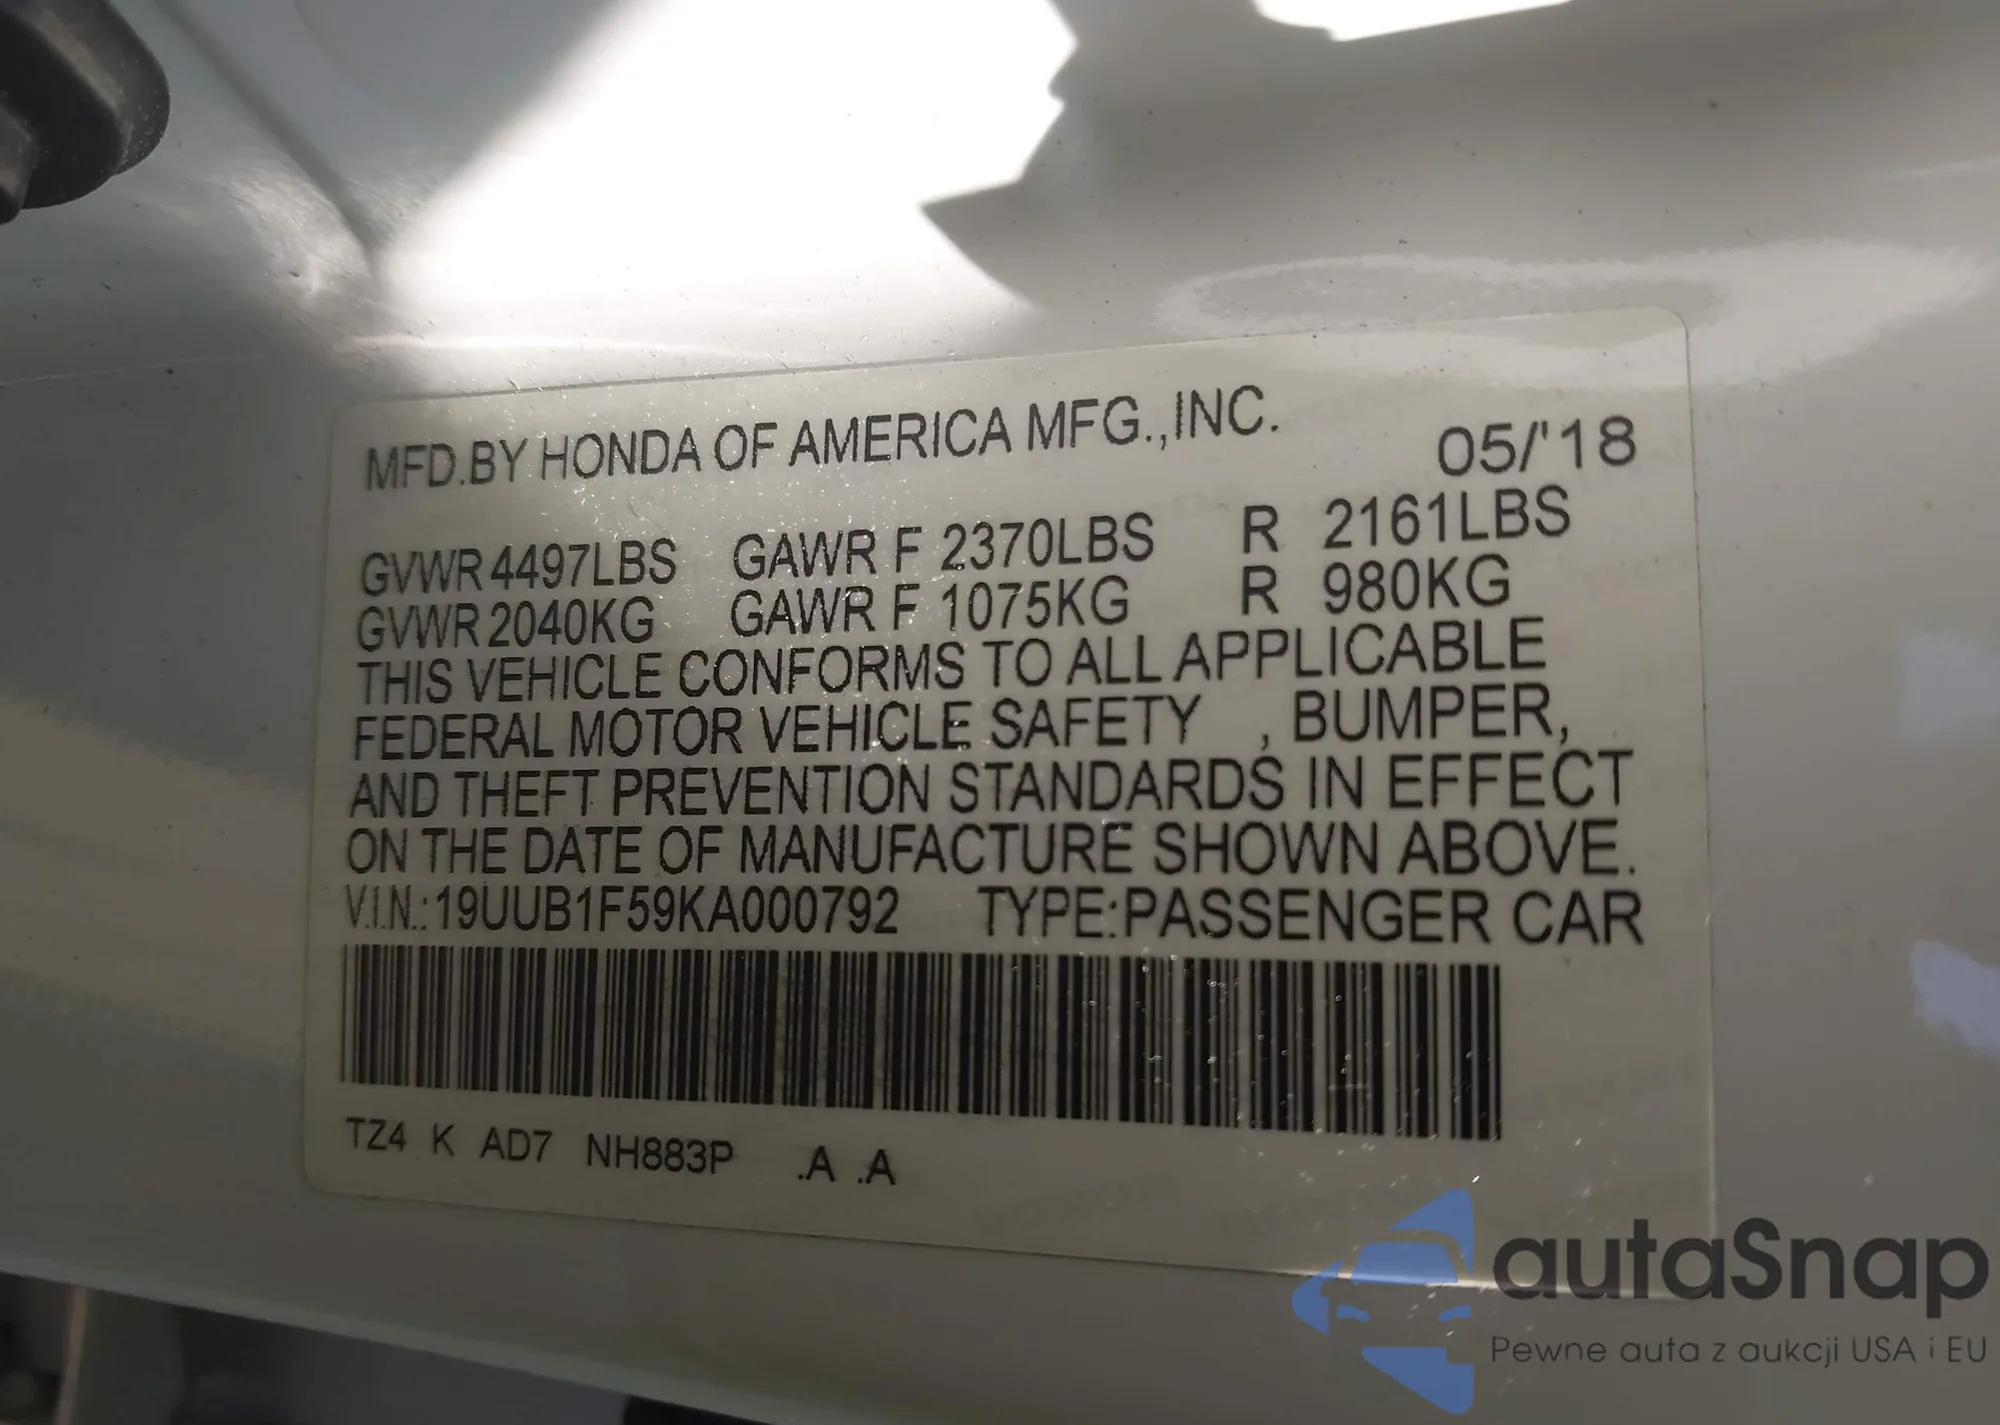 MFD.BY HONDA OF AMERICA MFG.,INC. 05/'18
GVWR 4497LBS GAWR F 2370LBS R 2161LBS
GVWR 2040KG GAWR F 1075KG R 980KG
THIS VEHICLE CONFORMS TO ALL APPLICABLE
FEDERAL MOTOR VEHICLE SAFETY , BUMPER,
AND THEFT PREVENTION STANDARDS IN EFFECT
ON THE DATE OF MANUFACTURE SHOWN ABOVE.
V.I.N.:19UUB1F59KA000792 TYPE:PASSENGER CAR
TZ4 K AD7 NH883P .A .A
autaSnap
Pewne auta z aukcji USA i EU